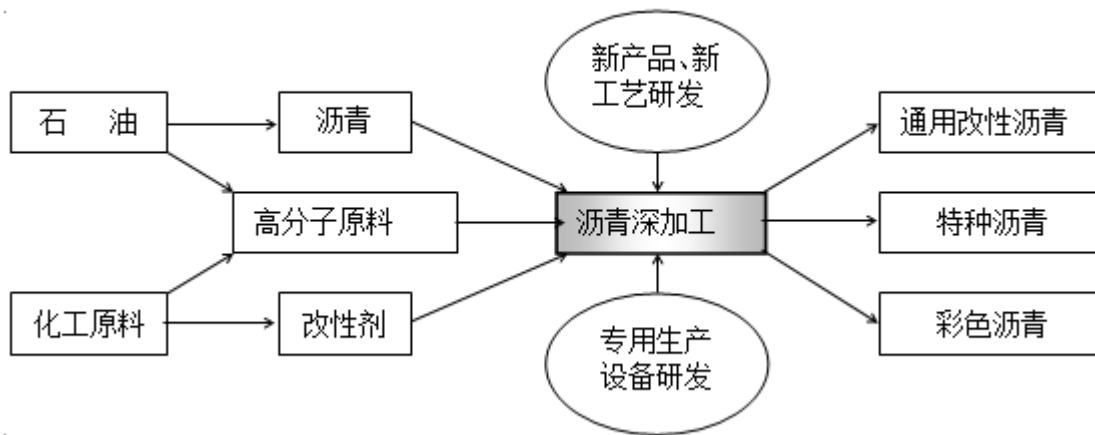 新产品、新
工艺研发
石 油
沥青
通用改性沥青
高分子原料
沥青深加工
特种沥青
化工原料
改性剂
专用生产
设备研发
彩色沥青